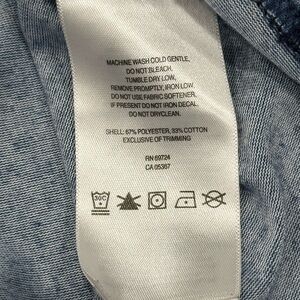 MACHINE WASH COLD GENTLE,
DO NOT BLEACH,
TUMBLE DRY LOW,
REMOVE PROMPTLY, IRON LOW.
DO NOT USE FABRIC SOFTENER.
IF PRESENT DO NOT IRON DECAL.
DO NOT DRYCLEAN.
SHELL: 67% POLYESTER, 33% COTTON
EXCLUSIVE OF TRIMMING
RN 69724
CA 05367
30C